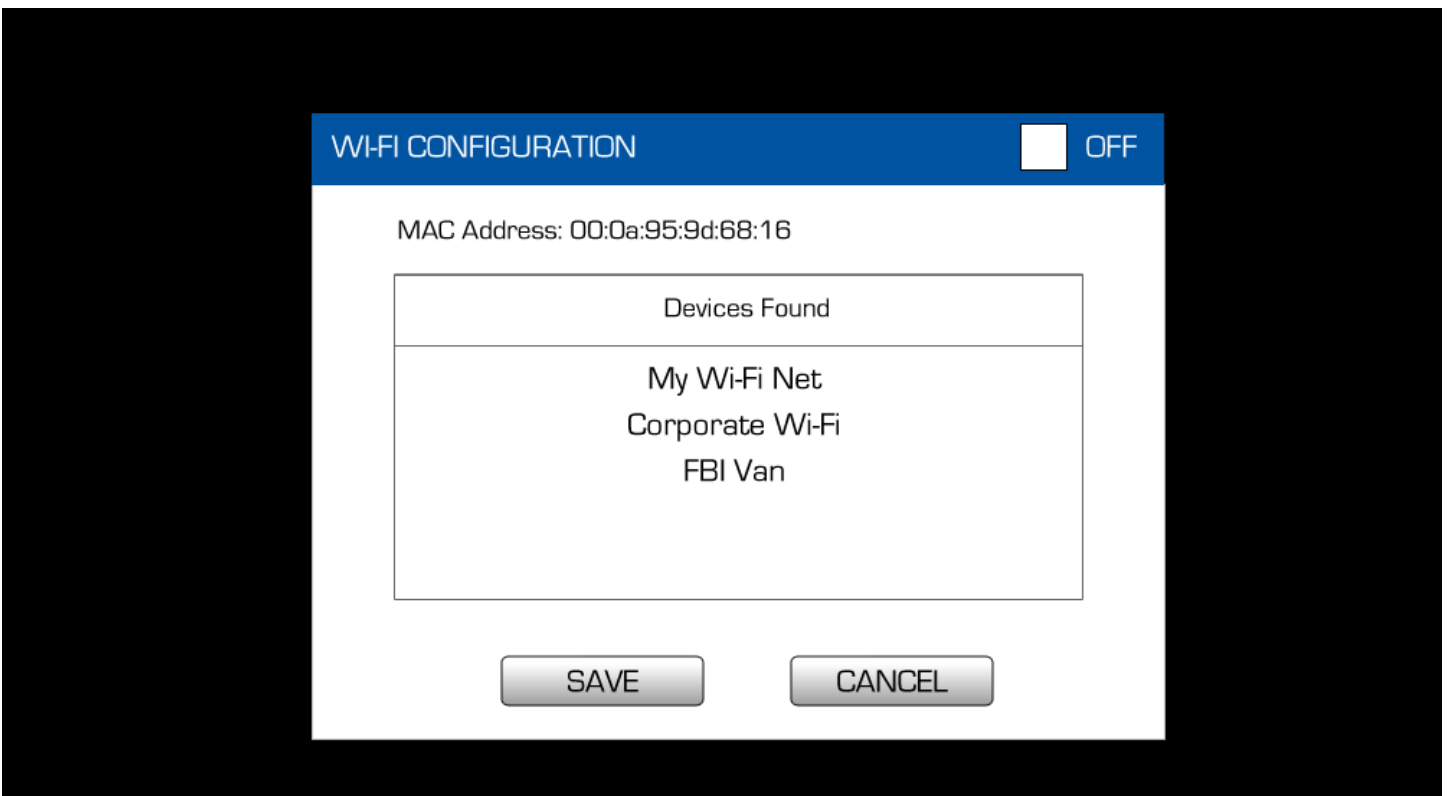 WI-FI CONFIGURATION OFF
MAC Address: 00:0a:95:9d:68:16
Devices Found
My Wi-Fi Net
Corporate Wi-Fi
FBI Van
SAVE CANCEL